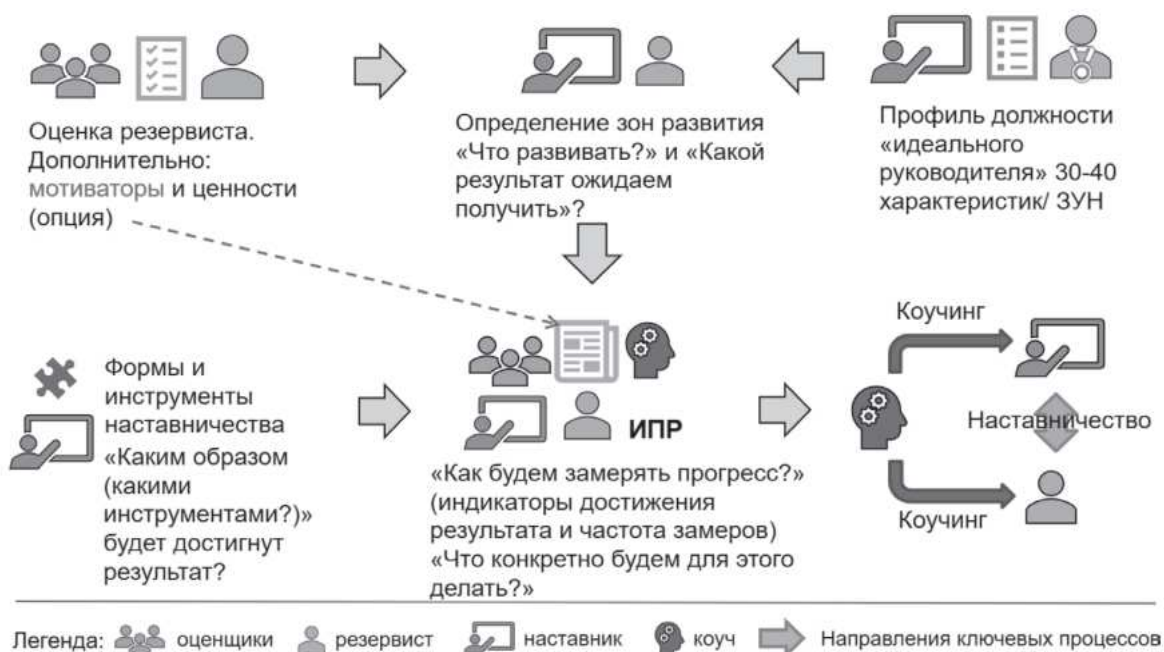 Оценка резервиста.
Дополнительно:
мотиваторы и ценности
(опция)
Определение зон развития
«Что развивать?» и «Какой
результат ожидаем
получить»?
Профиль должности
«идеального
руководителя» 30-40
характеристик/ ЗУН
Формы и
инструменты
наставничества
«Каким образом
(какими
инструментами?)»
будет достигнут
результат?
ИПР
«Как будем замерять прогресс?»
(индикаторы достижения
результата и частота замеров)
«Что конкретно будем для этого
делать?»
Коучинг
Наставничество
Коучинг
Легенда: оценщики резервист наставник коуч Направления ключевых процессов